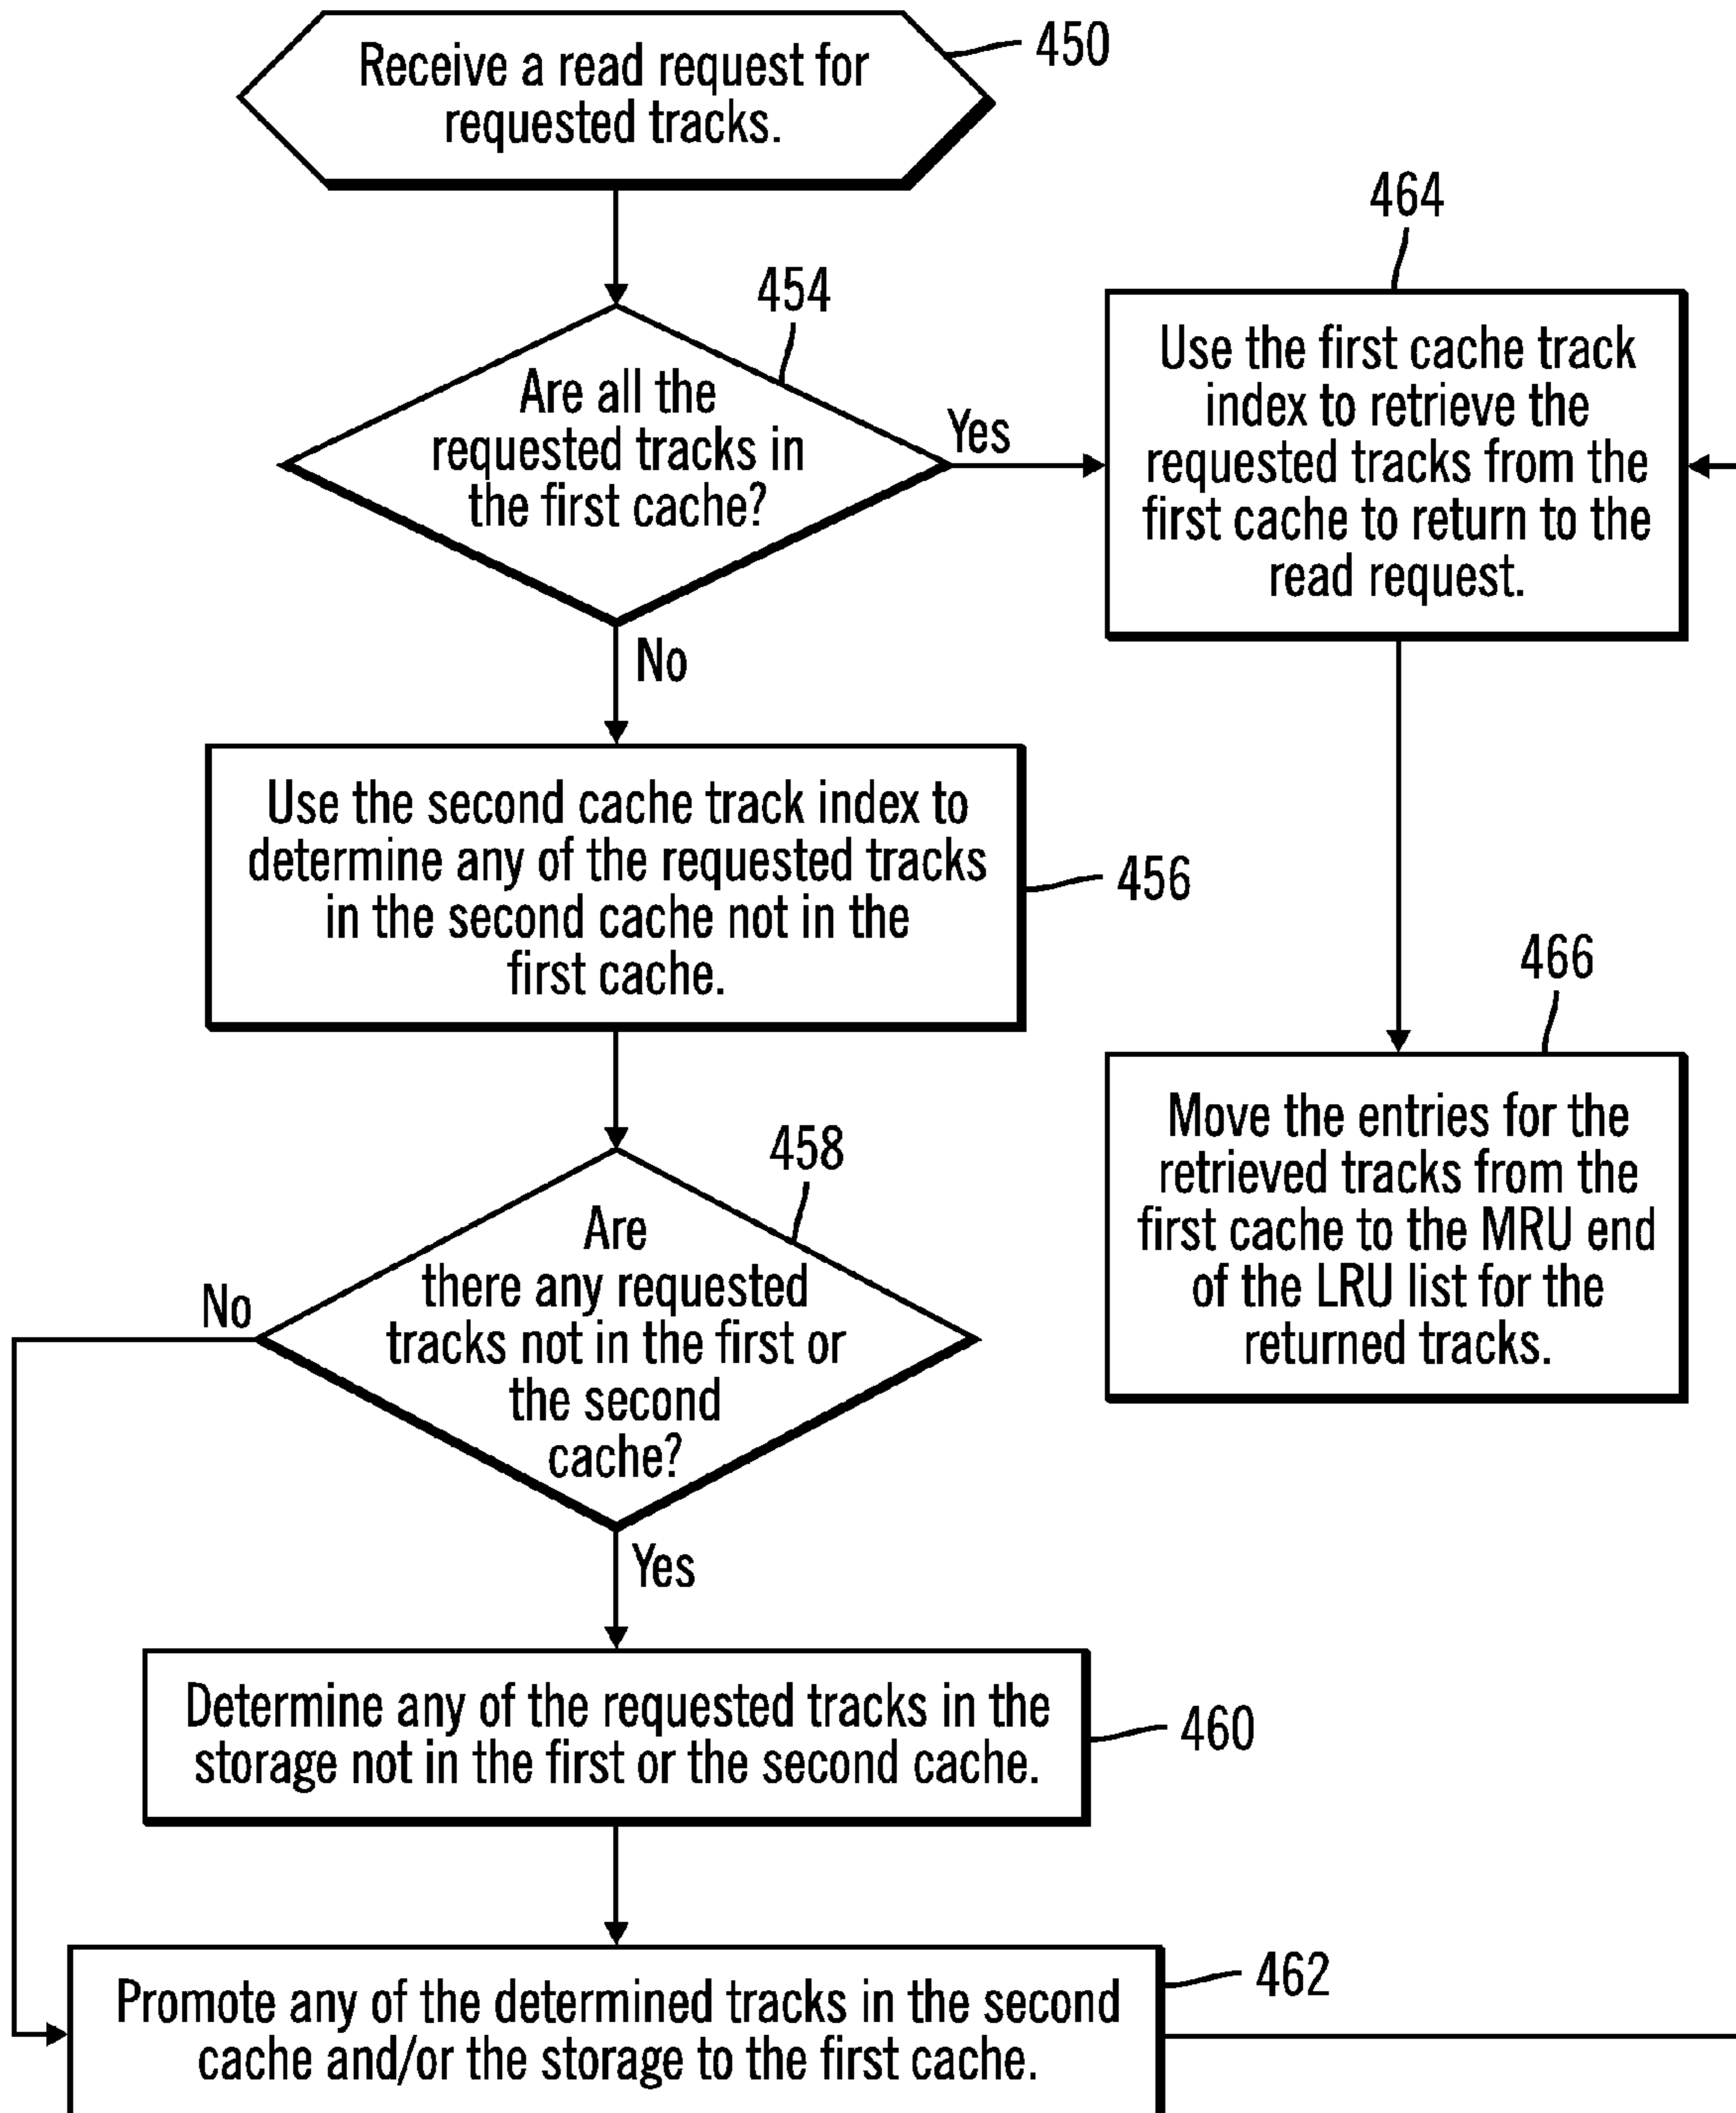 Receive a read request for
requested tracks.
450
454
Are all the
requested tracks in
the first cache?
Yes
No
464
Use the first cache track
index to retrieve the
requested tracks from the
first cache to return to the
read request.
Use the second cache track index to
determine any of the requested tracks
in the second cache not in the
first cache.
456
466
Move the entries for the
retrieved tracks from the
first cache to the MRU end
of the LRU list for the
returned tracks.
458
Are
there any requested
tracks not in the first or
the second
cache?
No
Yes
Determine any of the requested tracks in the
storage not in the first or the second cache.
460
Promote any of the determined tracks in the second
cache and/or the storage to the first cache.
462